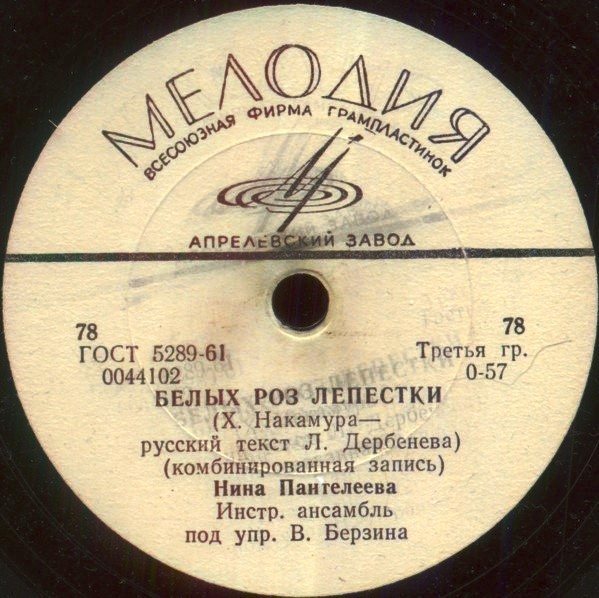 МЕЛОДИЯ
ВСЕСОЮЗНАЯ ФИРМА ГРАМПЛАСТИНОК
АПРЕЛЕВСКИЙ ЗАВОД
78 78
ГОСТ 5289-61 Третья гр.
0044102 0-57
БЕЛЫХ РОЗ ЛЕПЕСТКИ
(Х. Накамура—
русский текст Л. Дербенева)
(комбинированная запись)
Нина Пантелеева
Инстр. ансамбль
под упр. В. Берзина